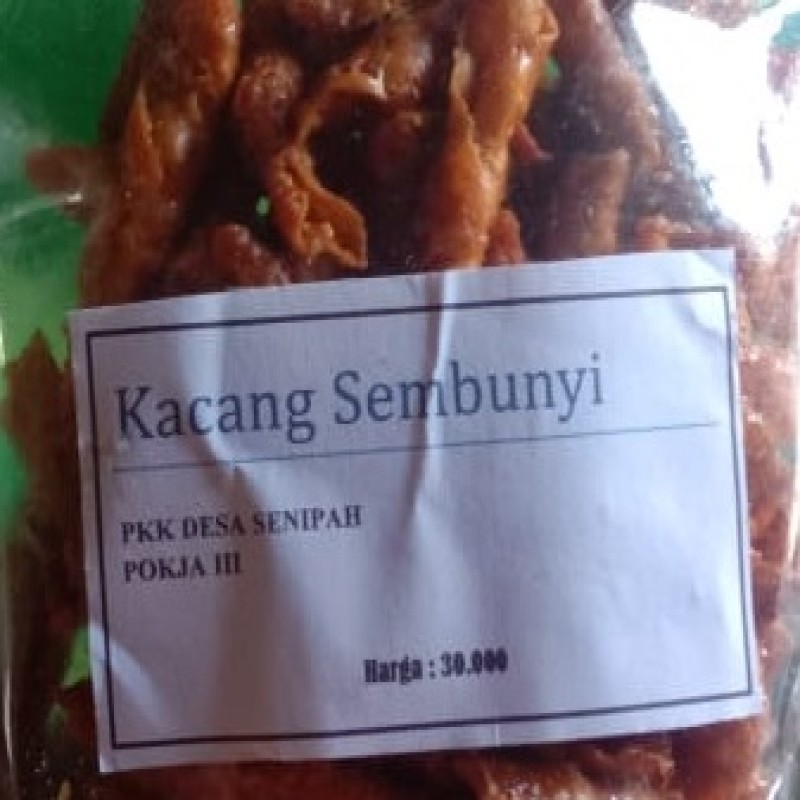 Kacang Sembunyi
PKK DESA SENIPAH
POKJA III
Harga : 30.000